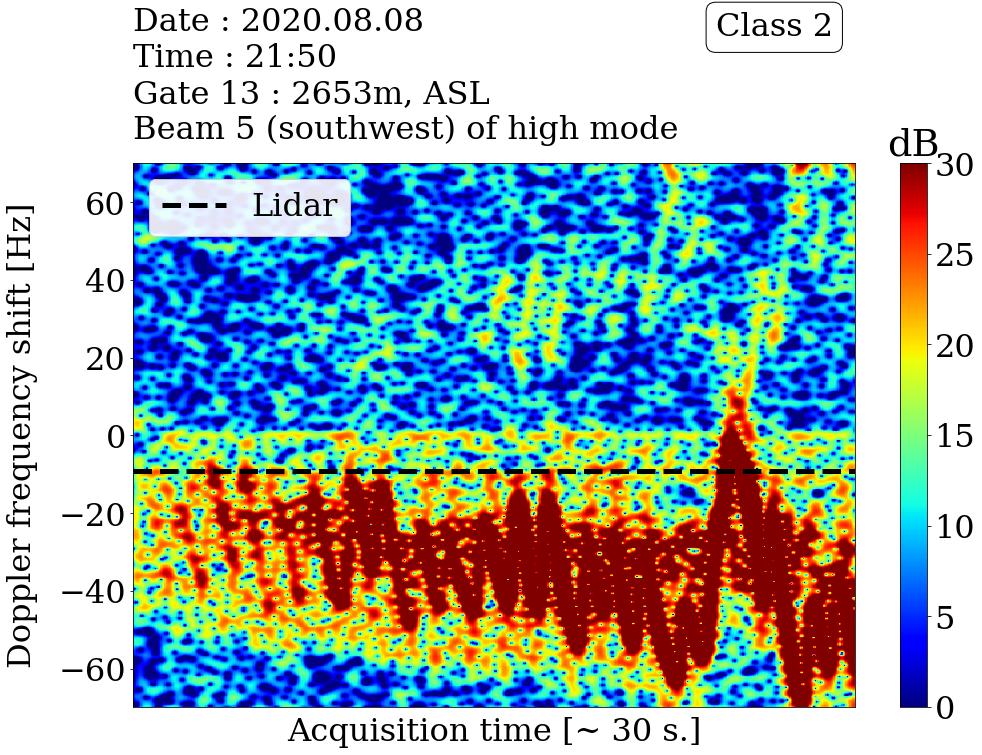 Date : 2020.08.08
Time : 21:50
Gate 13 : 2653m, ASL
Beam 5 (southwest) of high mode
Class 2
dB
Lidar
Doppler frequency shift [Hz]
60
40
20
0
−20
−40
−60
30
25
20
15
10
5
0
Acquisition time [~ 30 s.]